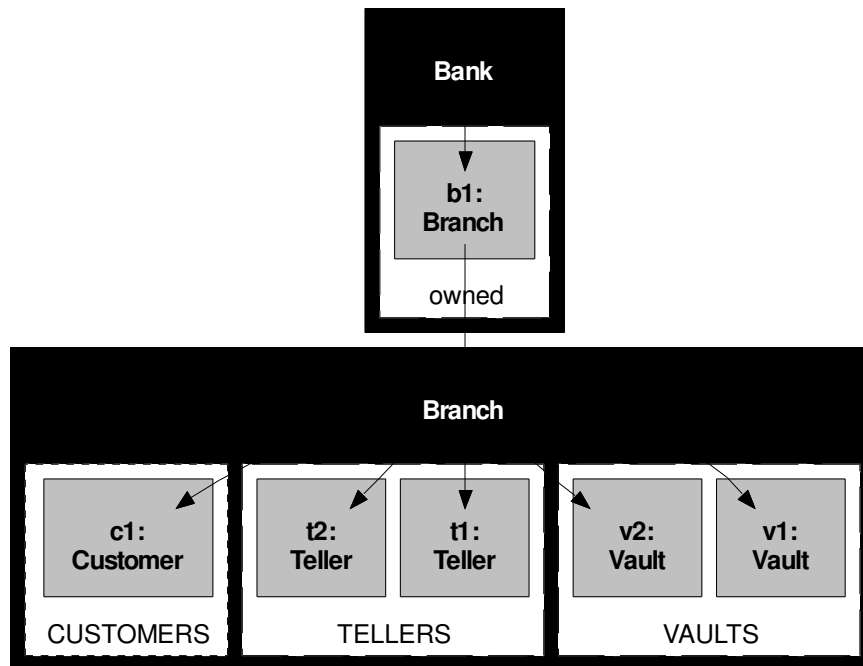 Bank
b1:
Branch
owned
Branch
c1:
Customer
t2:
Teller
t1:
Teller
v2:
Vault
v1:
Vault
CUSTOMERS
TELLERS
VAULTS